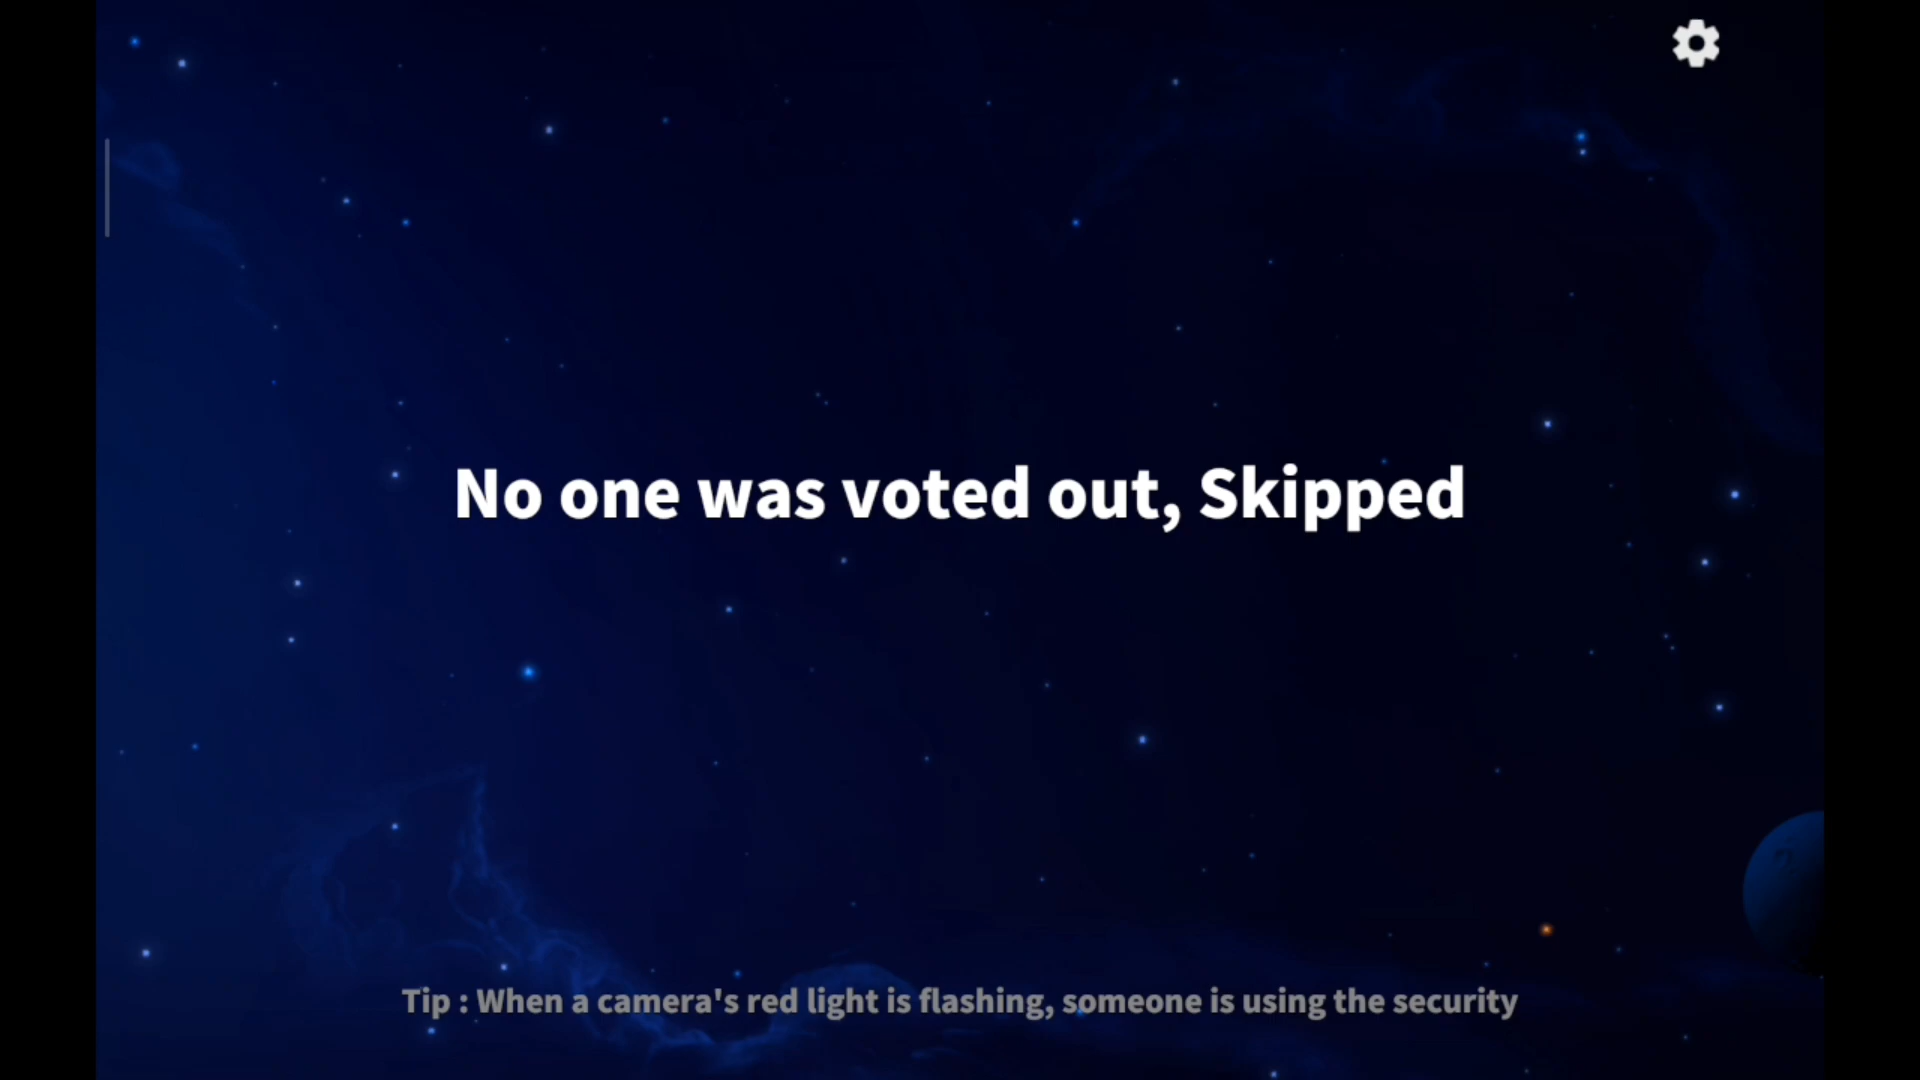 No one was voted out, Skipped
Tip : When a camera's red light is flashing, someone is using the security